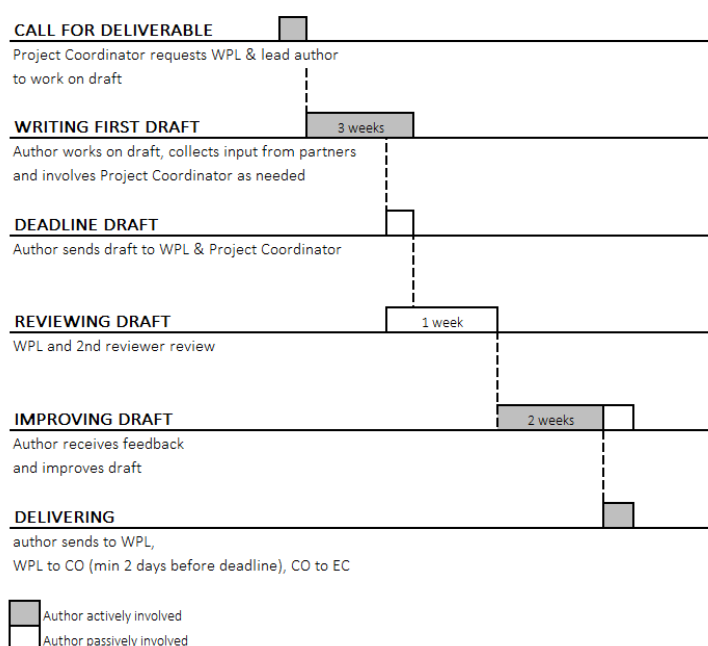 CALL FOR DELIVERABLE
Project Coordinator requests WPL & lead author
to work on draft
WRITING FIRST DRAFT
3 weeks
Author works on draft, collects input from partners
and involves Project Coordinator as needed
DEADLINE DRAFT
Author sends draft to WPL & Project Coordinator
REVIEWING DRAFT
1 week
WPL and 2nd reviewer review
IMPROVING DRAFT
2 weeks
Author receives feedback
and improves draft
DELIVERING
author sends to WPL,
WPL to CO (min 2 days before deadline), CO to EC
Author actively involved
Author passively involved